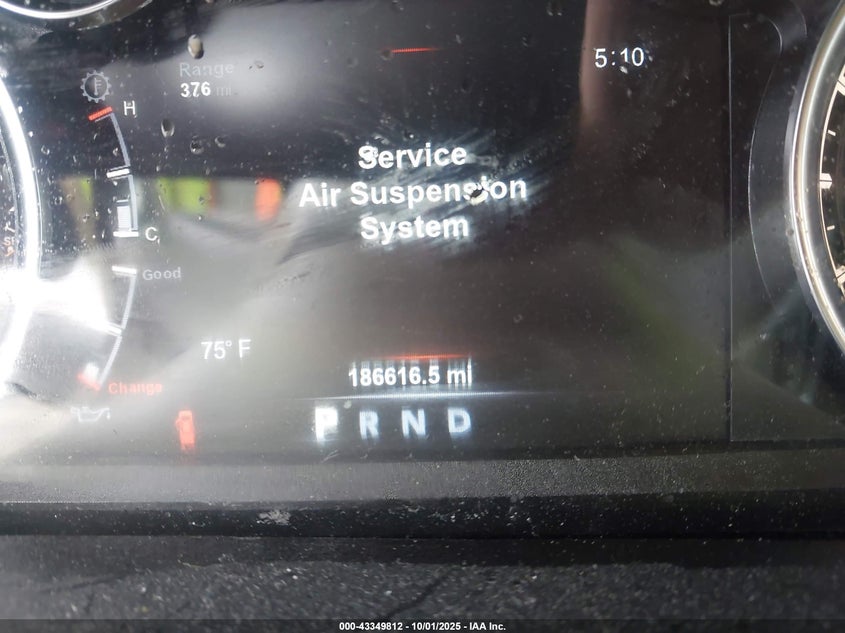 Range
376 mi
5:10
H
Service
Air Suspension
System
C
Good
75° F
Change
186616.5 mi
P R N D
000-43349812 - 10/01/2025 - IAA Inc.